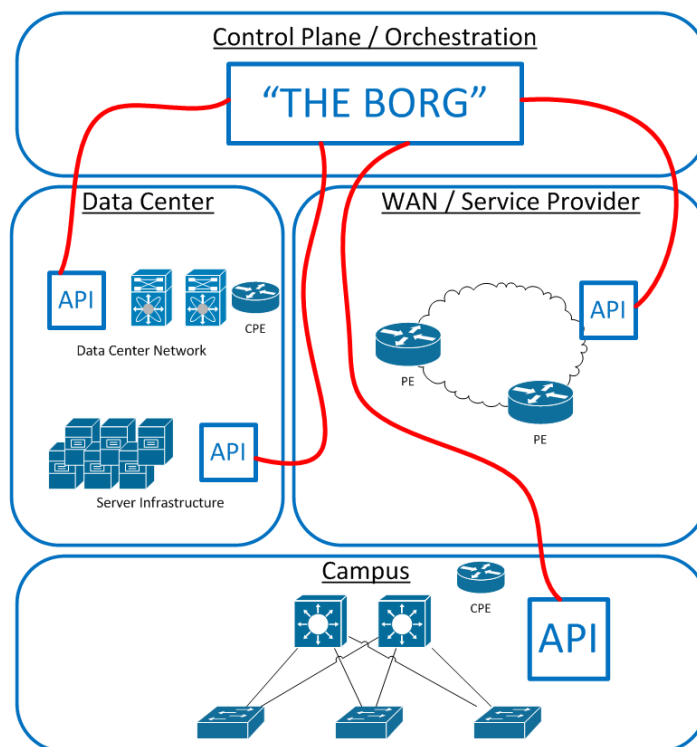 Control Plane / Orchestration
“THE BORG”
Data Center
API
CPE
Data Center Network
API
Server Infrastructure
WAN / Service Provider
API
PE
PE
Campus
CPE
API